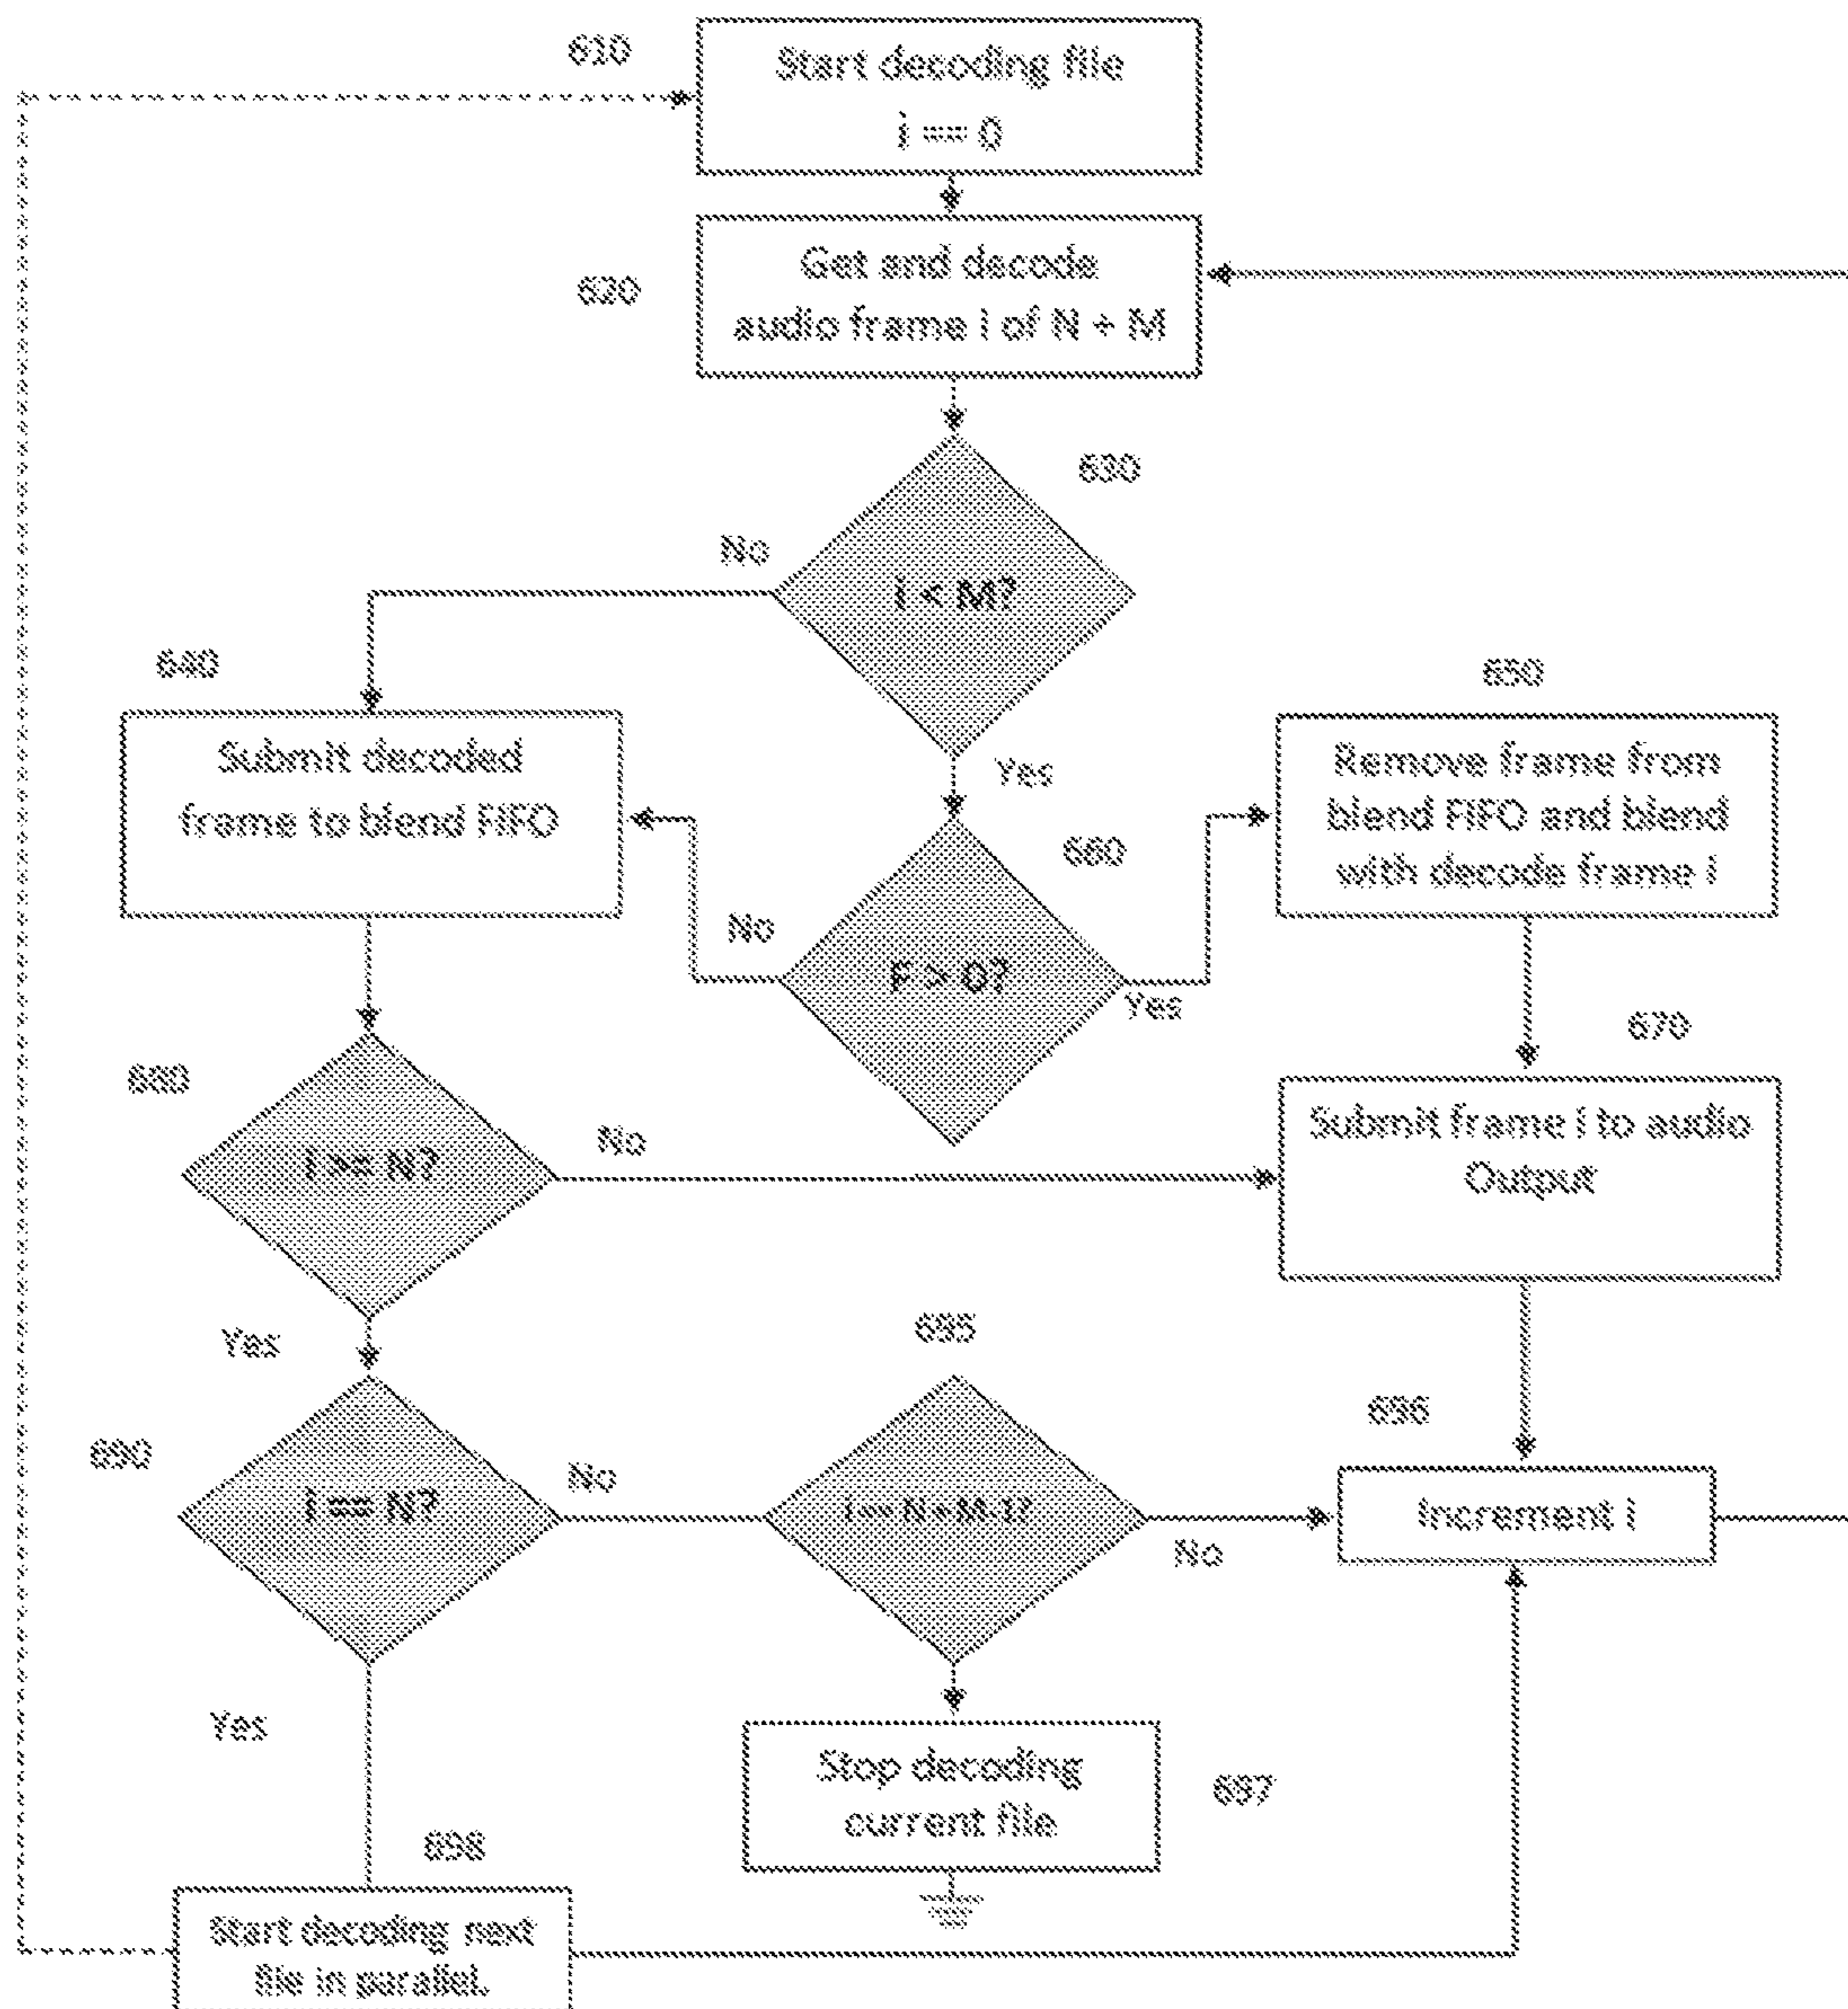 610
Start decoding file
i == 0
620
Get and decode
audio frame i of N + M
630
No
i < M?
640
Yes
650
Submit decoded
frame to blend FIFO
Remove frame from
blend FIFO and blend
with decode frame i
660
No
F > 0?
Yes
670
680
i >= N?
No
Submit frame i to audio
Output
Yes
695
696
690
i == N?
No
i == N+M-1?
No
Increment i
Yes
Stop decoding
current file
697
698
Start decoding next
file in parallel.